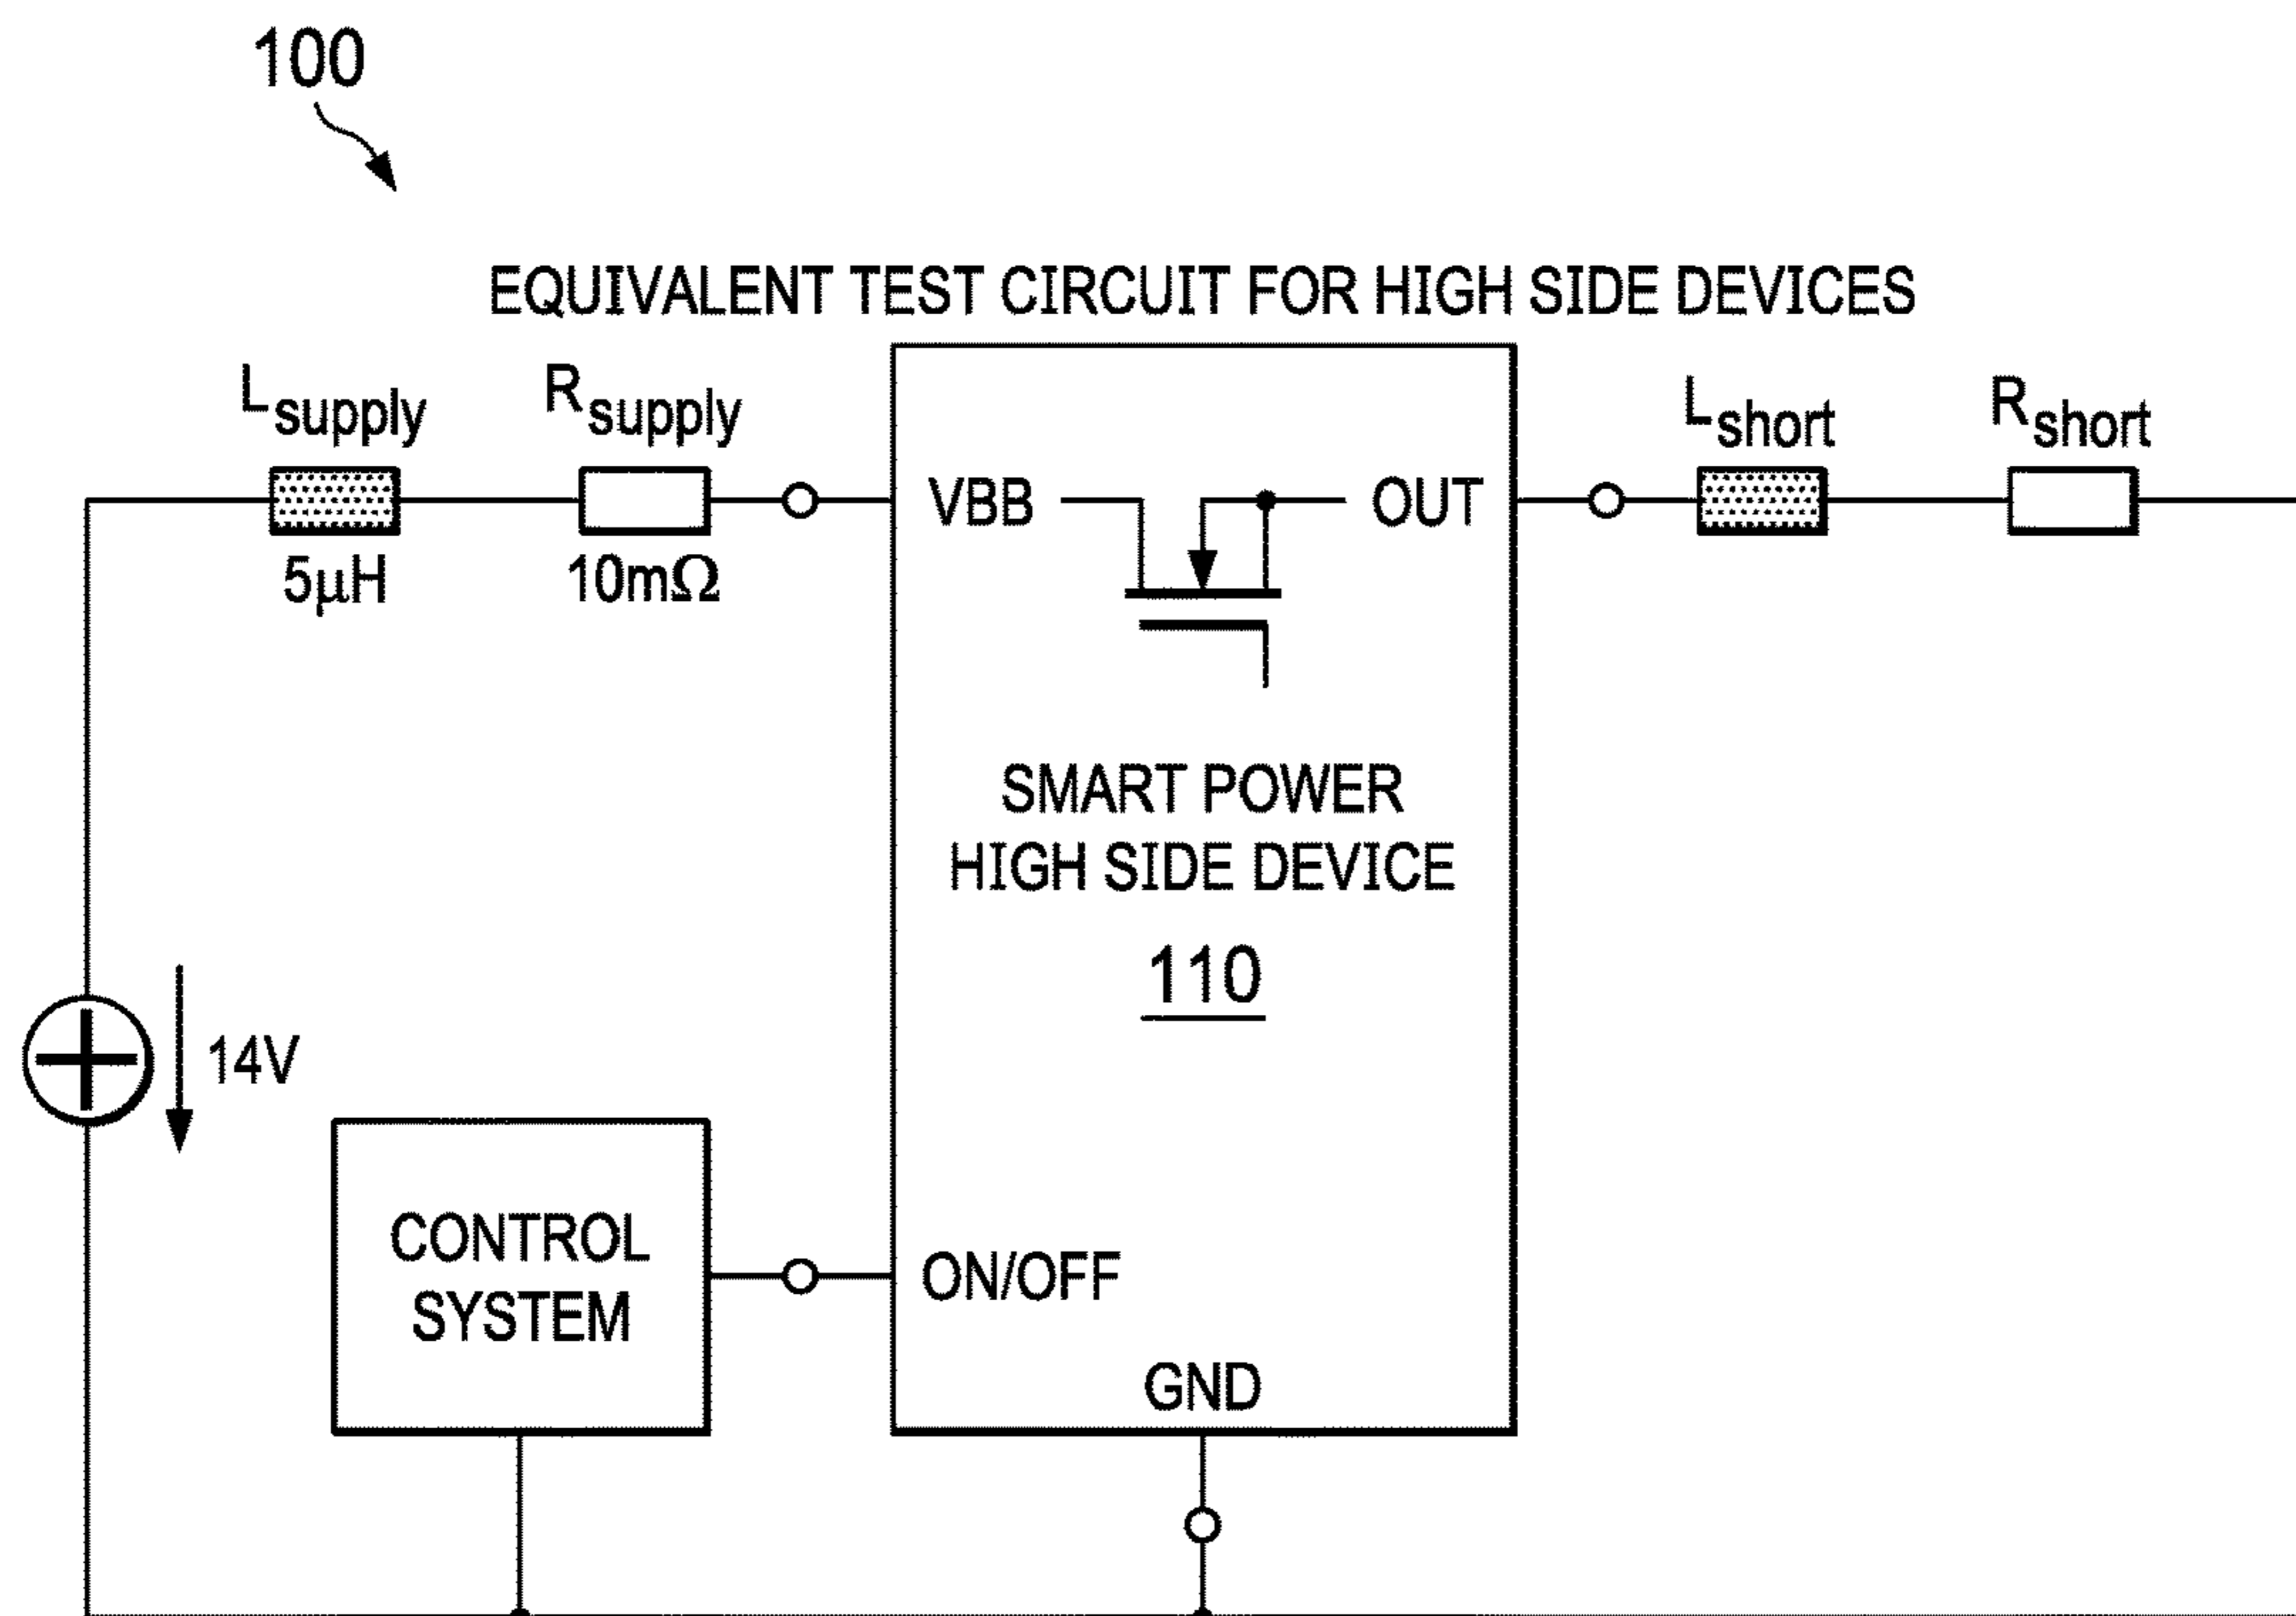 100
EQUIVALENT TEST CIRCUIT FOR HIGH SIDE DEVICES
Lsupply
Rsupply
Lshort
Rshort
5μH
10mΩ
VBB
OUT
SMART POWER
HIGH SIDE DEVICE
110
14V
CONTROL
SYSTEM
ON/OFF
GND